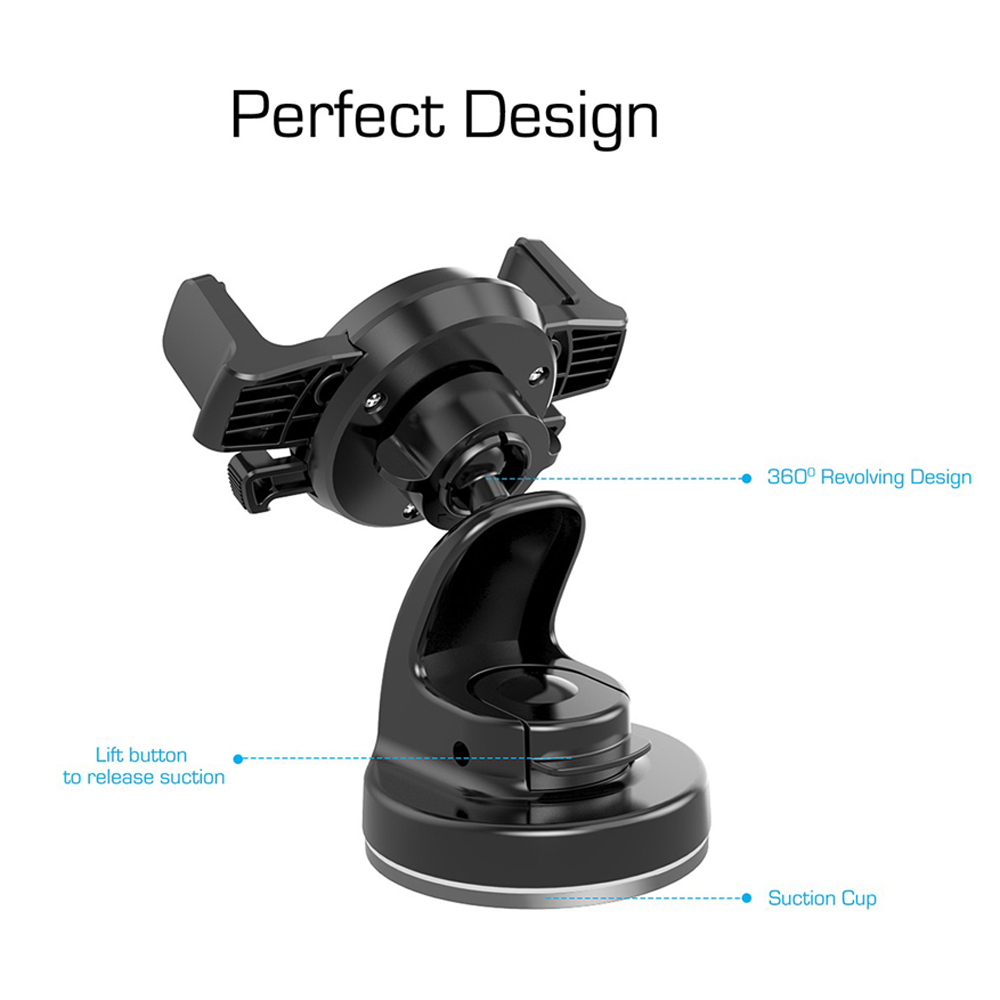 Perfect Design
360⁰ Revolving Design
Lift button
to release suction
Suction Cup